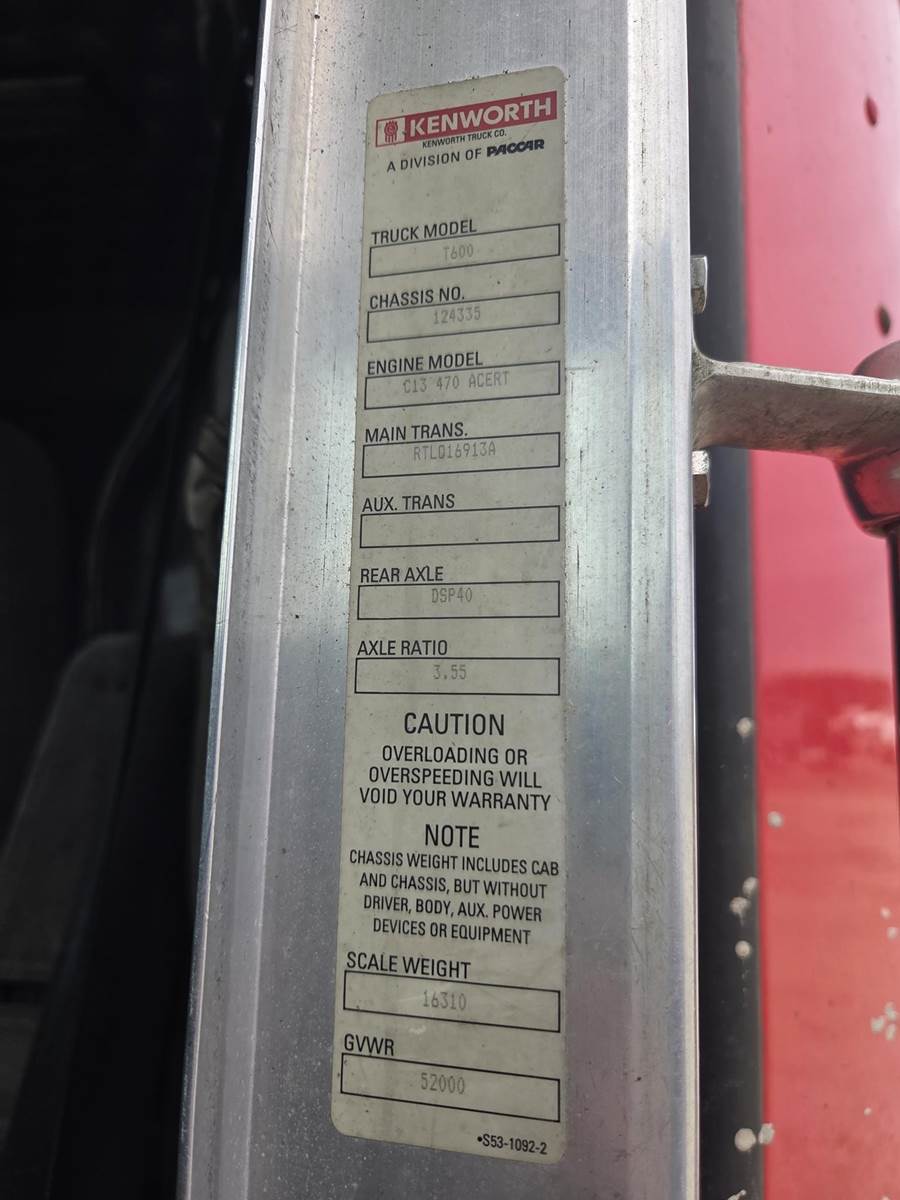 KENWORTH
KENWORTH TRUCK CO.
A DIVISION OF PACCAR
TRUCK MODEL
T600
CHASSIS NO.
124335
ENGINE MODEL
C13 470 ACERT
MAIN TRANS.
RTLO16913A
AUX. TRANS
REAR AXLE
DSP40
AXLE RATIO
3.55
CAUTION
OVERLOADING OR
OVERSPEEDING WILL
VOID YOUR WARRANTY
NOTE
CHASSIS WEIGHT INCLUDES CAB
AND CHASSIS, BUT WITHOUT
DRIVER, BODY, AUX. POWER
DEVICES OR EQUIPMENT
SCALE WEIGHT
16310
GVWR
52000
•S53-1092-2